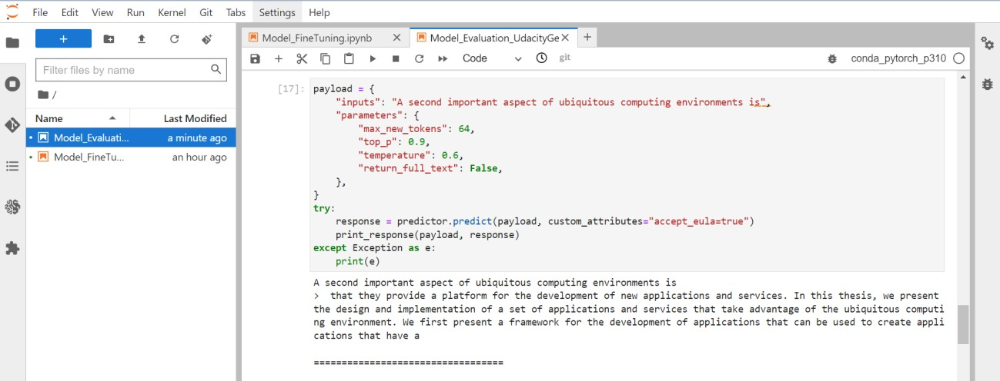 File Edit View Run Kernel Git Tabs Settings Help
+
Filter files by name
/
Name Last Modified
Model_Evaluati... a minute ago
Model_FineTu... an hour ago
Model_FineTuning.ipynb Model_Evaluation_UdacityGe
Code git conda_pytorch_p310
[17]: payload = {
    "inputs": "A second important aspect of ubiquitous computing environments is",
    "parameters": {
        "max_new_tokens": 64,
        "top_p": 0.9,
        "temperature": 0.6,
        "return_full_text": False,
    },
}
try:
    response = predictor.predict(payload, custom_attributes="accept_eula=true")
    print_response(payload, response)
except Exception as e:
    print(e)
A second important aspect of ubiquitous computing environments is
>  that they provide a platform for the development of new applications and services. In this thesis, we present
the design and implementation of a set of applications and services that take advantage of the ubiquitous computi
ng environment. We first present a framework for the development of applications that can be used to create appli
cations that have a
==================================